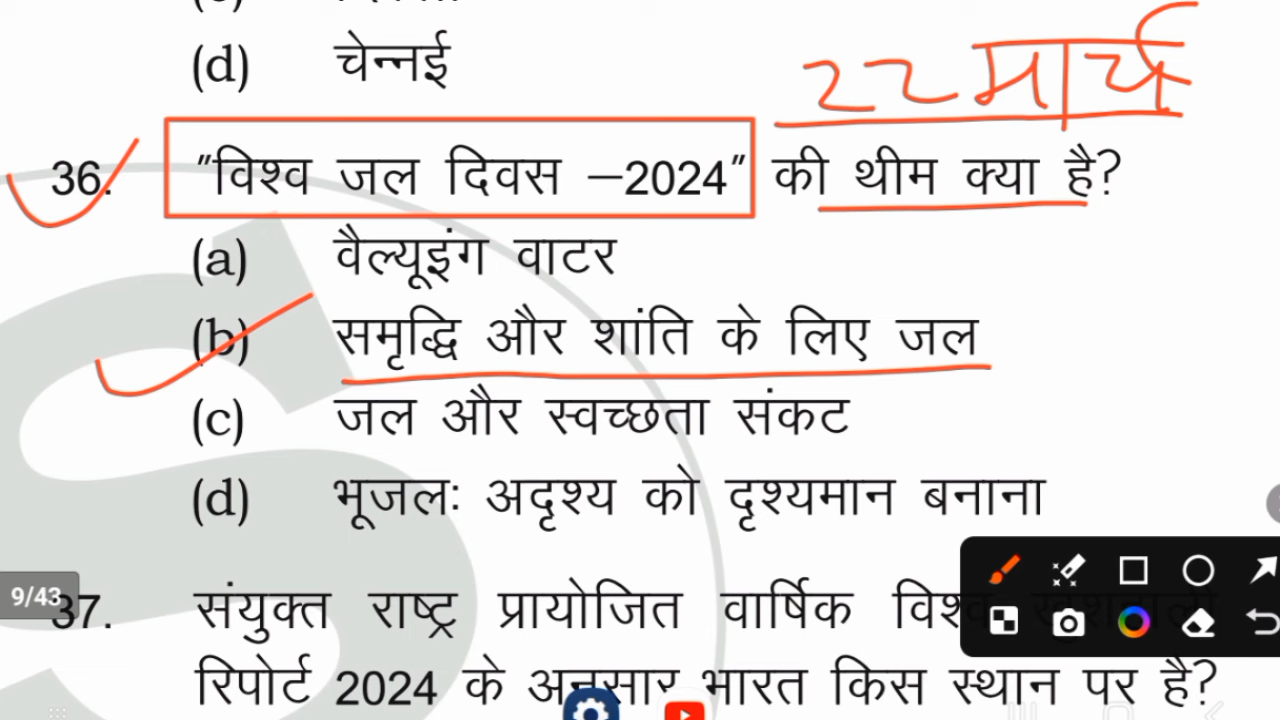 (d) चेन्नई
22 मार्च
36. "विश्व जल दिवस –2024" की थीम क्या है?
(a) वैल्यूइंग वाटर
(b) समृद्धि और शांति के लिए जल
(c) जल और स्वच्छता संकट
(d) भूजलः अदृश्य को दृश्यमान बनाना
9/43
37. संयुक्त राष्ट्र प्रायोजित वार्षिक विश्व खुशहाली
रिपोर्ट 2024 के अनुसार भारत किस स्थान पर है?